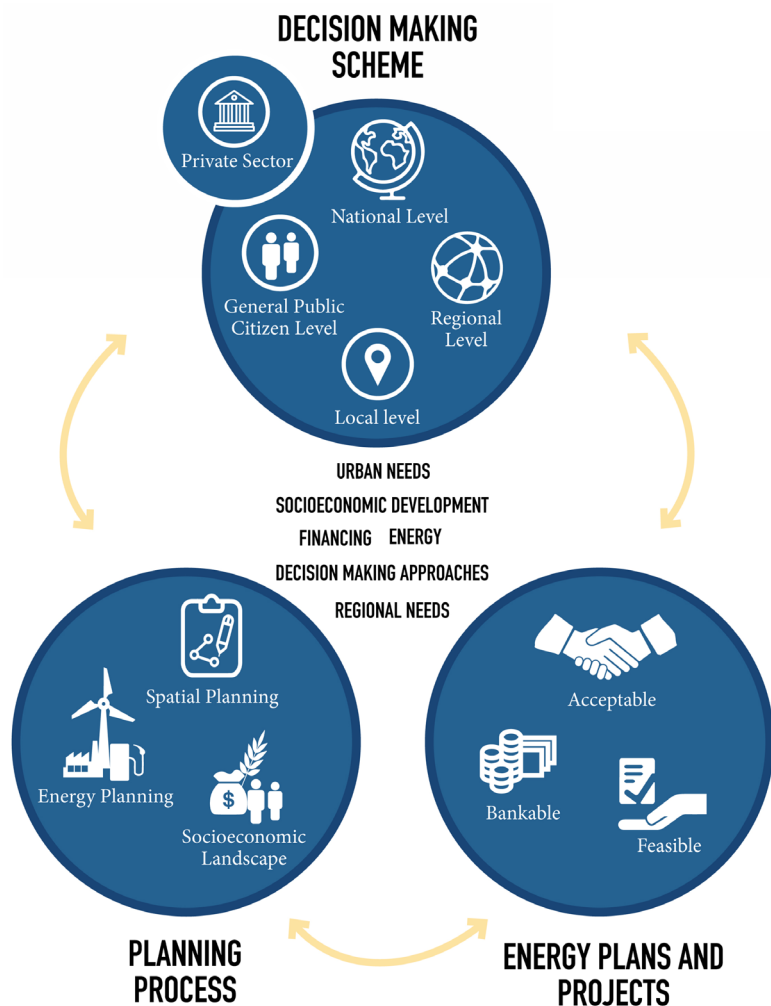 DECISION MAKING
SCHEME
Private Sector
National Level
General Public
Citizen Level
Regional
Level
Local level
URBAN NEEDS
SOCIOECONOMIC DEVELOPMENT
FINANCING ENERGY
DECISION MAKING APPROACHES
REGIONAL NEEDS
Spatial Planning
Energy Planning
$
Socioeconomic
Landscape
PLANNING
PROCESS
Acceptable
Bankable
Feasible
ENERGY PLANS AND
PROJECTS